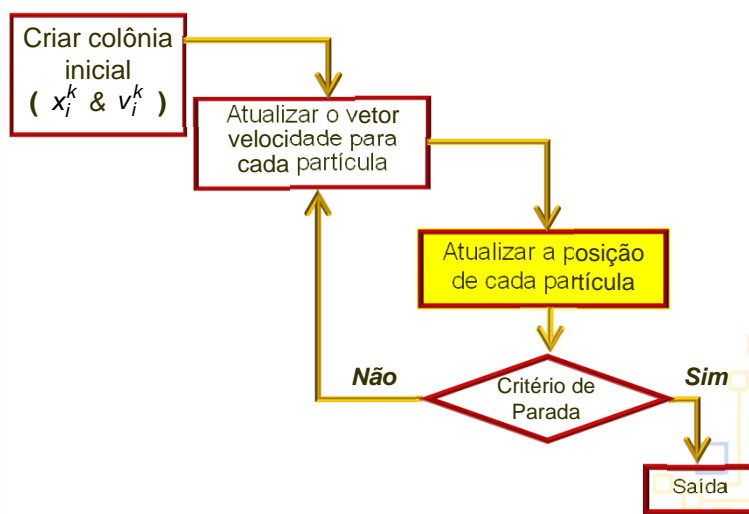 Criar colônia
inicial
( x_i^k & v_i^k )
Atualizar o vetor
velocidade para
cada partícula
Atualizar a posição
de cada partícula
Não
Critério de
Parada
Sim
Saída